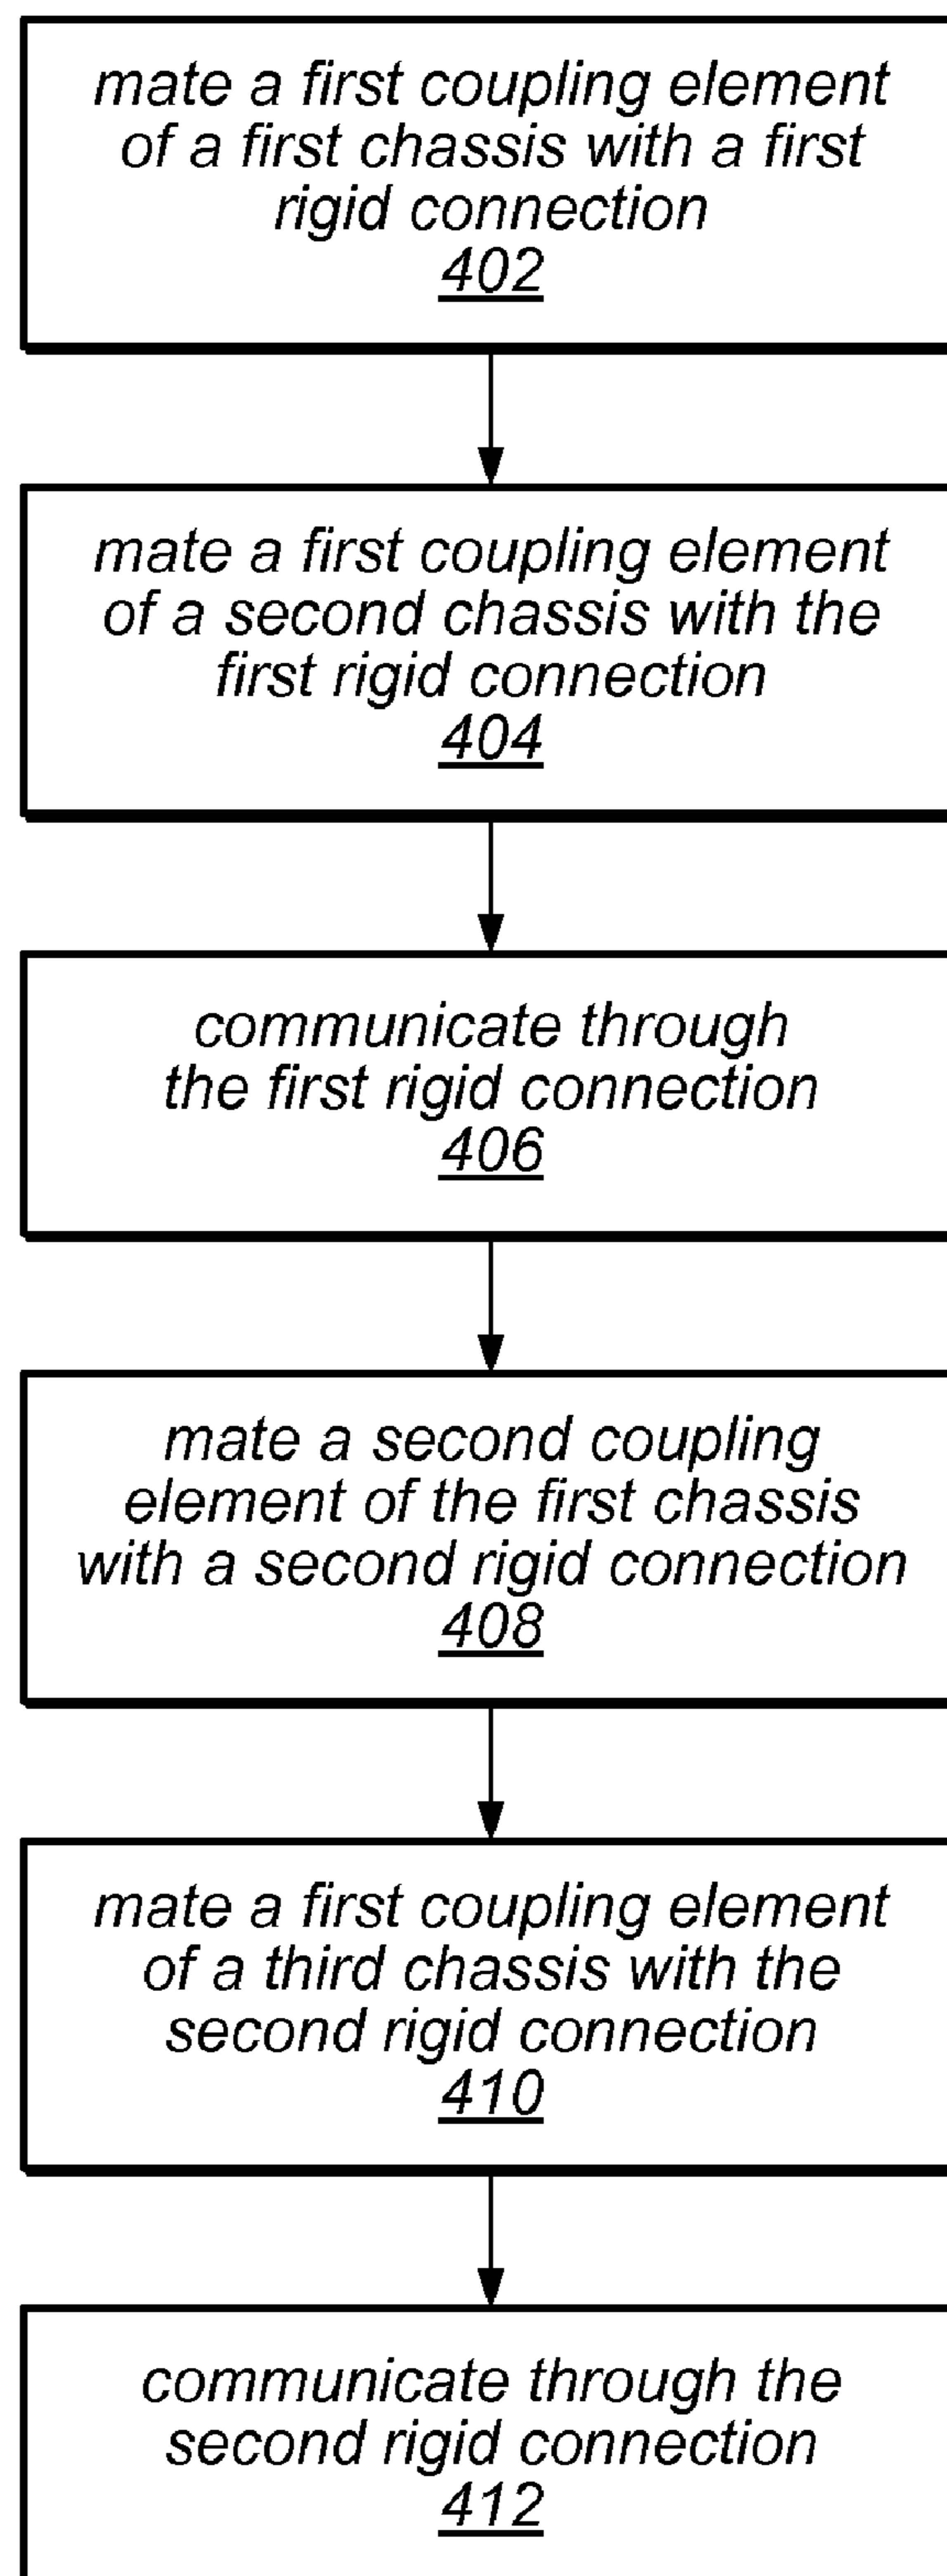 mate a first coupling element
of a first chassis with a first
rigid connection
402
mate a first coupling element
of a second chassis with the
first rigid connection
404
communicate through
the first rigid connection
406
mate a second coupling
element of the first chassis
with a second rigid connection
408
mate a first coupling element
of a third chassis with the
second rigid connection
410
communicate through the
second rigid connection
412